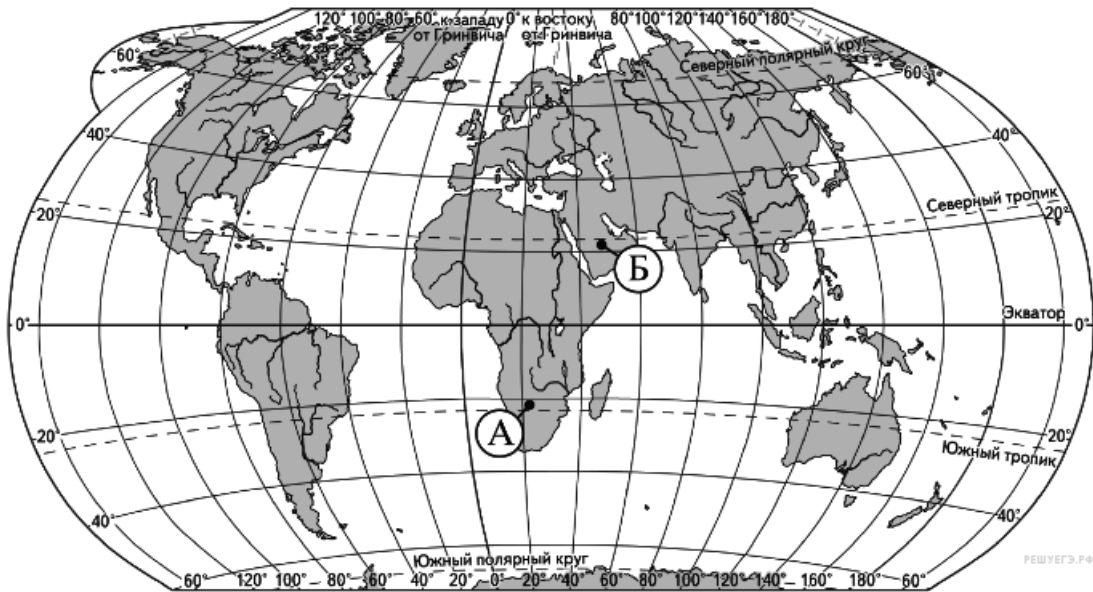 120° 100° 80° 60° к западу 0° к востоку 80° 100° 120° 140° 160° 180°
от Гринвича от Гринвича
60° Северный полярный круг 60°
40° 40°
Северный тропик
20° 20°
Б
Экватор
0° 0°
А
20° 20°
Южный тропик
40° 40°
Южный полярный круг
60° 80° 100° 120° 140° 60° 40° 20° 0° 20° 40° 60° 80° 100° 120° 140° 160° 180° 60°
РЕШУЕГЭ.РФ